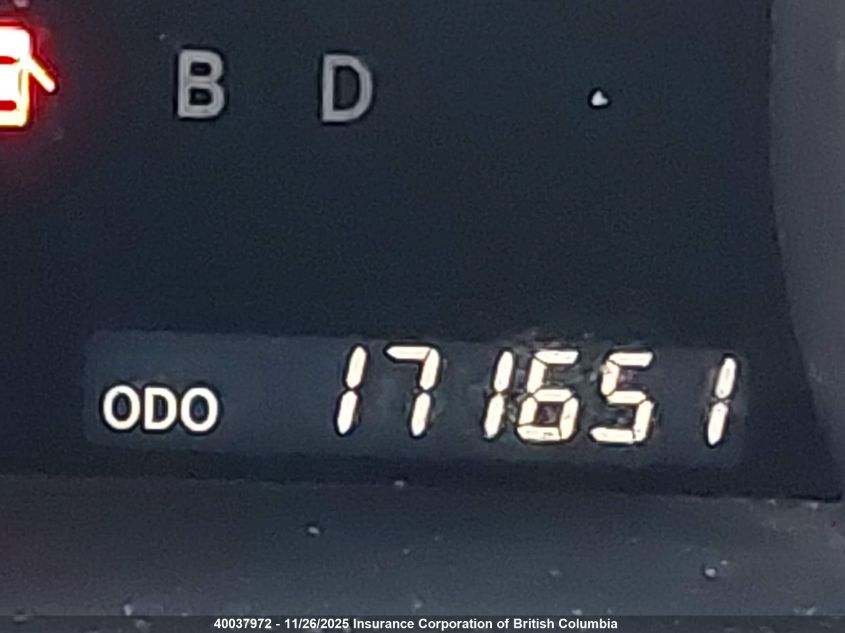 B D
ODO 171651
40037972 - 11/26/2025 Insurance Corporation of British Columbia